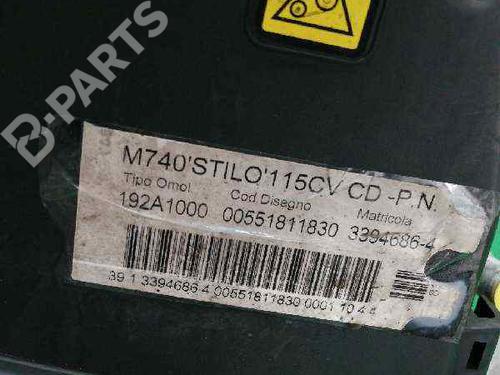 B-PARTS
M740'STILO'115CV CD -P.N.
Tipo Omol. Cod Disegno Matricola
192A1000 00551811830 3394686-4
39 1 3394686 4 00551811830 0001 10 4 4